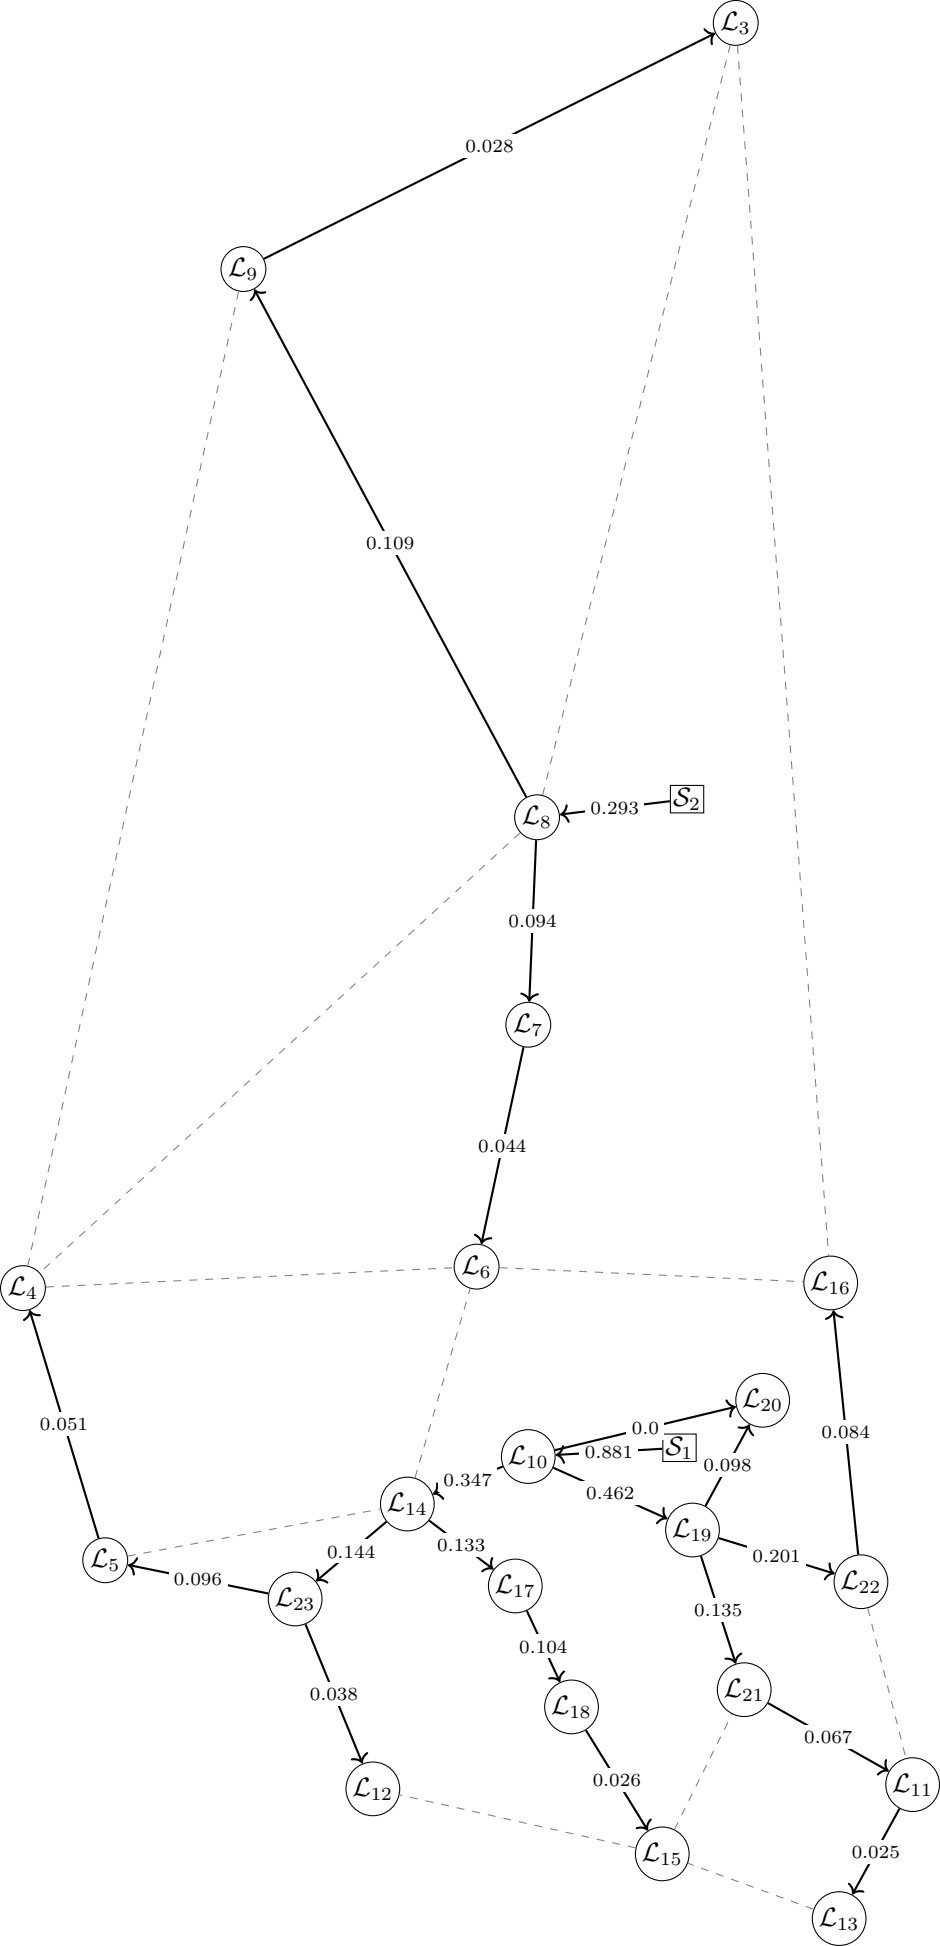 ℒ₃
0.028
ℒ₉
0.109
ℒ₈
0.293
𝒮₂
0.094
ℒ₇
0.044
ℒ₆
ℒ₄
ℒ₁₆
ℒ₂₀
0.0
0.051
0.084
ℒ₁₀
0.881
𝒮₁
0.098
0.347
0.462
ℒ₁₄
ℒ₁₉
0.144
0.133
0.201
ℒ₅
0.096
ℒ₂₃
ℒ₁₇
ℒ₂₂
0.135
0.104
0.038
ℒ₁₈
ℒ₂₁
0.067
0.026
ℒ₁₂
ℒ₁₁
ℒ₁₅
0.025
ℒ₁₃